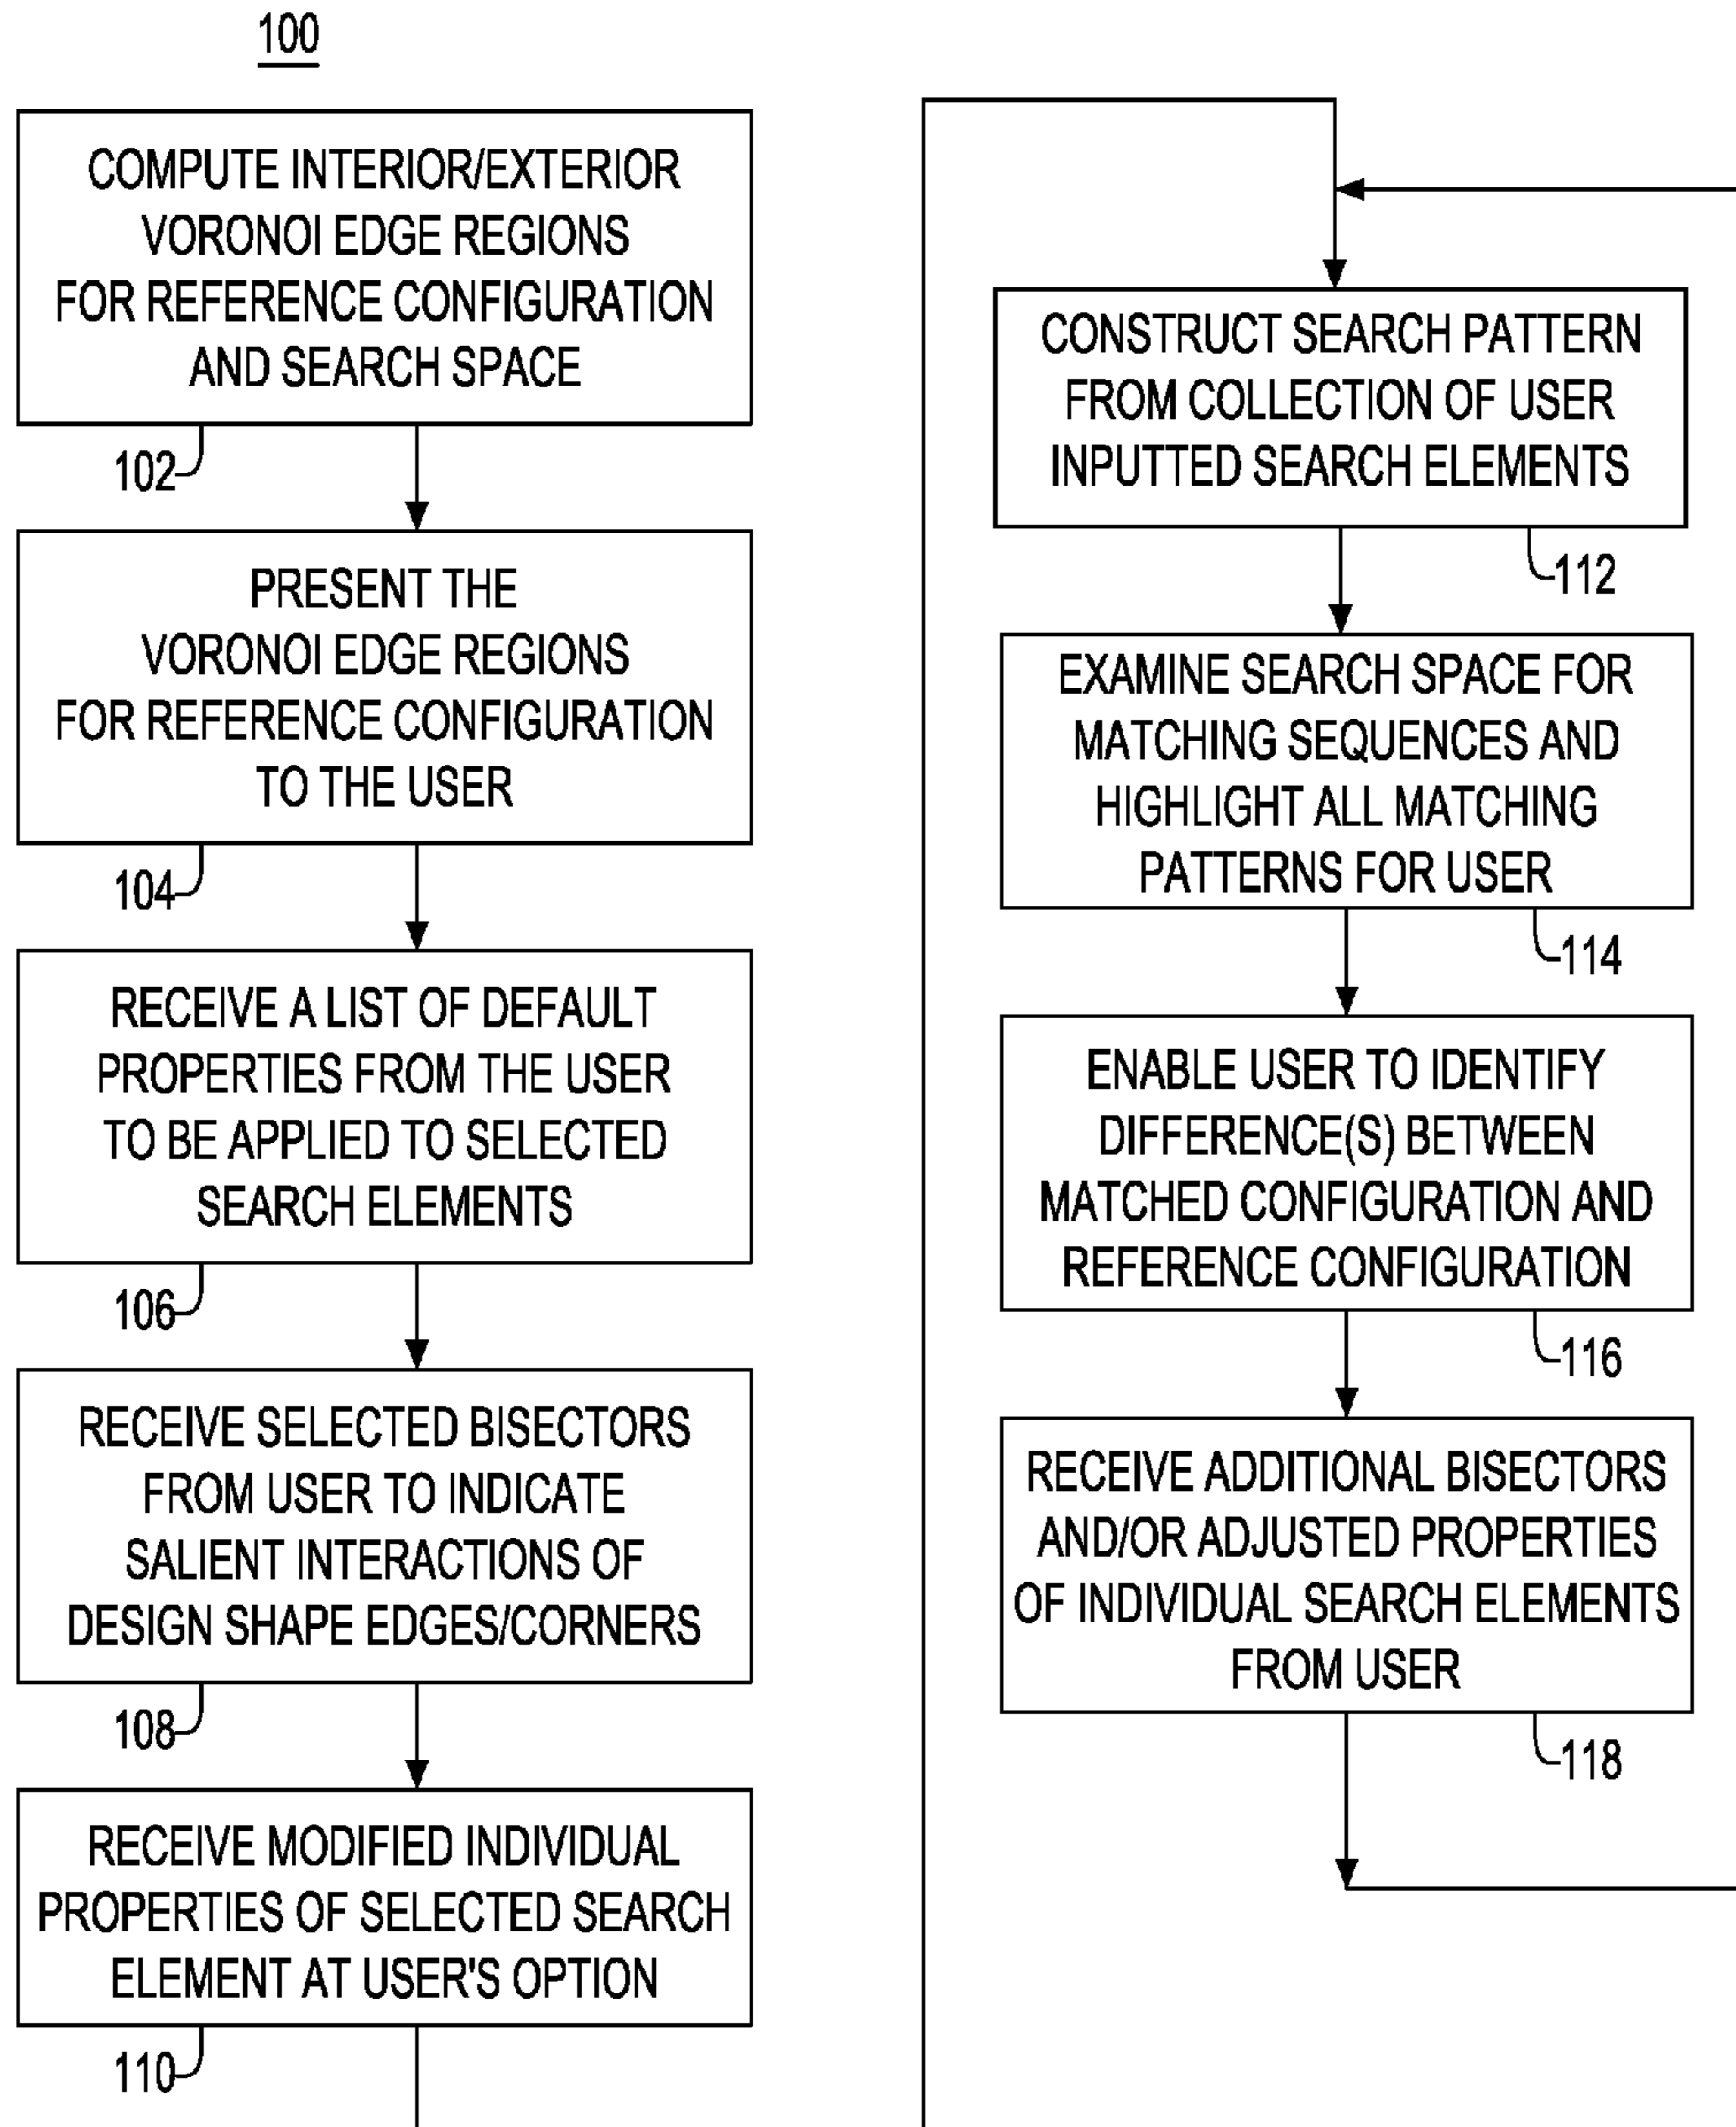 100
COMPUTE INTERIOR/EXTERIOR
VORONOI EDGE REGIONS
FOR REFERENCE CONFIGURATION
AND SEARCH SPACE
102
PRESENT THE
VORONOI EDGE REGIONS
FOR REFERENCE CONFIGURATION
TO THE USER
104
RECEIVE A LIST OF DEFAULT
PROPERTIES FROM THE USER
TO BE APPLIED TO SELECTED
SEARCH ELEMENTS
106
RECEIVE SELECTED BISECTORS
FROM USER TO INDICATE
SALIENT INTERACTIONS OF
DESIGN SHAPE EDGES/CORNERS
108
RECEIVE MODIFIED INDIVIDUAL
PROPERTIES OF SELECTED SEARCH
ELEMENT AT USER'S OPTION
110
CONSTRUCT SEARCH PATTERN
FROM COLLECTION OF USER
INPUTTED SEARCH ELEMENTS
112
EXAMINE SEARCH SPACE FOR
MATCHING SEQUENCES AND
HIGHLIGHT ALL MATCHING
PATTERNS FOR USER
114
ENABLE USER TO IDENTIFY
DIFFERENCE(S) BETWEEN
MATCHED CONFIGURATION AND
REFERENCE CONFIGURATION
116
RECEIVE ADDITIONAL BISECTORS
AND/OR ADJUSTED PROPERTIES
OF INDIVIDUAL SEARCH ELEMENTS
FROM USER
118